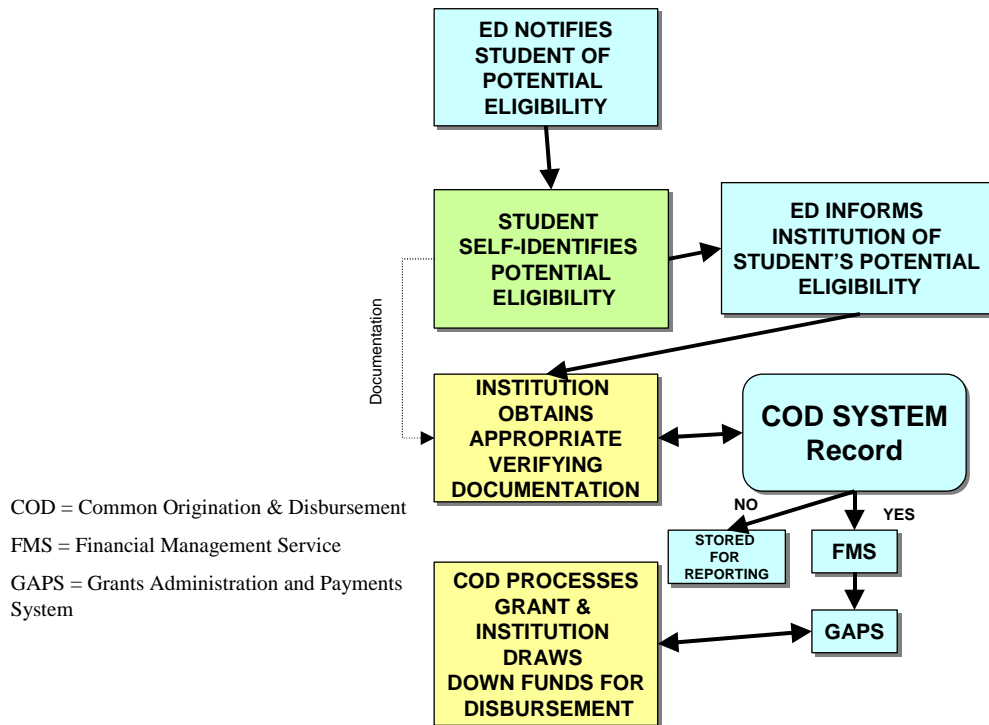 ED NOTIFIES
STUDENT OF
POTENTIAL
ELIGIBILITY
STUDENT
SELF-IDENTIFIES
POTENTIAL
ELIGIBILITY
ED INFORMS
INSTITUTION OF
STUDENT’S POTENTIAL
ELIGIBILITY
Documentation
INSTITUTION
OBTAINS
APPROPRIATE
VERIFYING
DOCUMENTATION
COD SYSTEM
Record
NO
YES
STORED
FOR
REPORTING
FMS
GAPS
COD PROCESSES
GRANT &
INSTITUTION
DRAWS
DOWN FUNDS FOR
DISBURSEMENT
COD = Common Origination & Disbursement
FMS = Financial Management Service
GAPS = Grants Administration and Payments
System